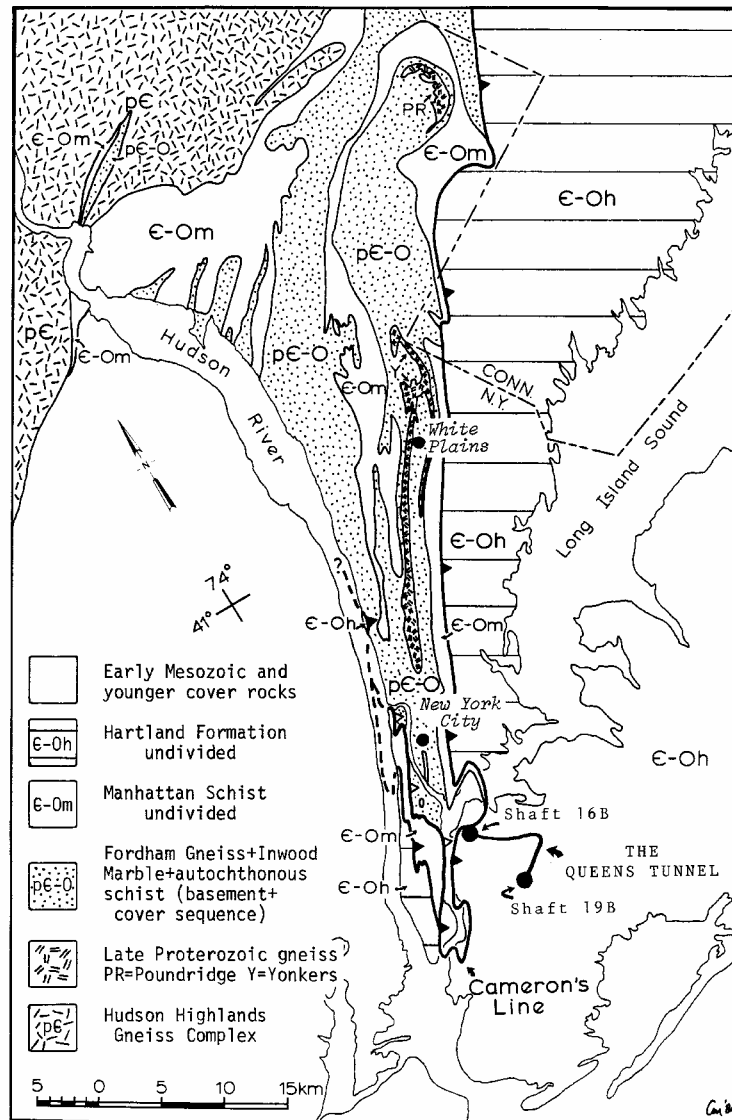 pЄ
Є-Om
pЄ-O
PR
Є-Om
Є-Om
Є-Oh
pЄ-O
pЄ
Є-Om
Hudson
River
pЄ-O
Є-Om
Y
CONN.
N.Y.
White
Plains
Long Island Sound
N
Є-Oh
74°
41°
?
Є-Oh
Є-Om
pЄ-O
New York
City
Є-Oh
Shaft 16B
Є-Om
THE
QUEENS TUNNEL
Є-Oh
Shaft 19B
Cameron's
Line
Early Mesozoic and
younger cover rocks
Є-Oh
Hartland Formation
undivided
Є-Om
Manhattan Schist
undivided
pЄ-O
Fordham Gneiss+Inwood
Marble+autochthonous
schist (basement+
cover sequence)
Late Proterozoic gneiss
PR=Poundridge Y=Yonkers
pЄ
Hudson Highlands
Gneiss Complex
5 0 5 10 15km